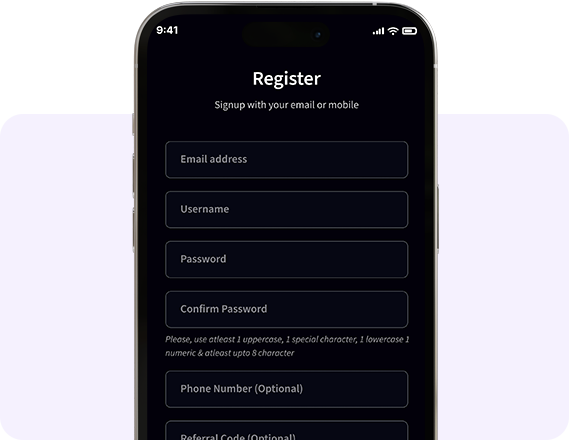 9:41
Register
Signup with your email or mobile
Email address
Username
Password
Confirm Password
Please, use atleast 1 uppercase, 1 special character, 1 lowercase 1
numeric & atleast upto 8 character
Phone Number (Optional)
Referral Code (Optional)